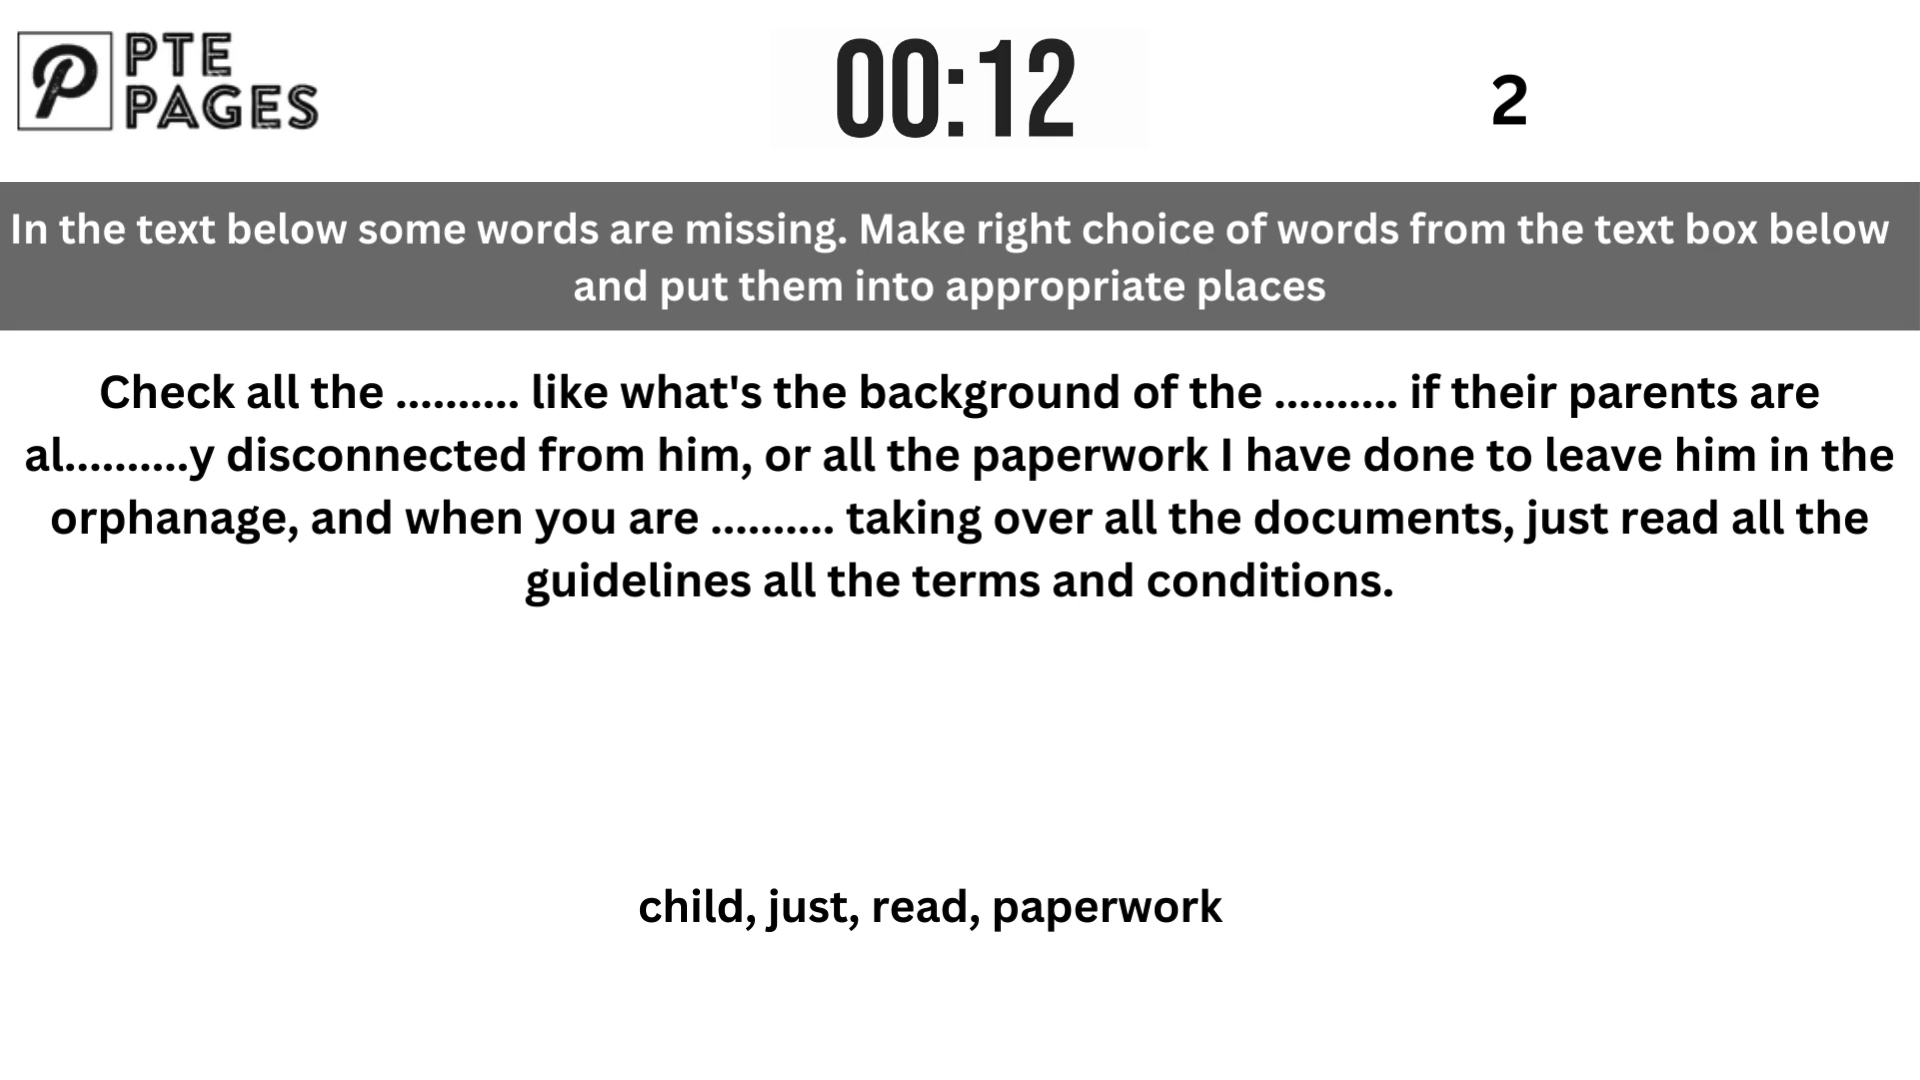 PTE
PAGES
00:12
2
In the text below some words are missing. Make right choice of words from the text box below
and put them into appropriate places
Check all the .......... like what's the background of the .......... if their parents are
al..........y disconnected from him, or all the paperwork I have done to leave him in the
orphanage, and when you are .......... taking over all the documents, just read all the
guidelines all the terms and conditions.
child, just, read, paperwork